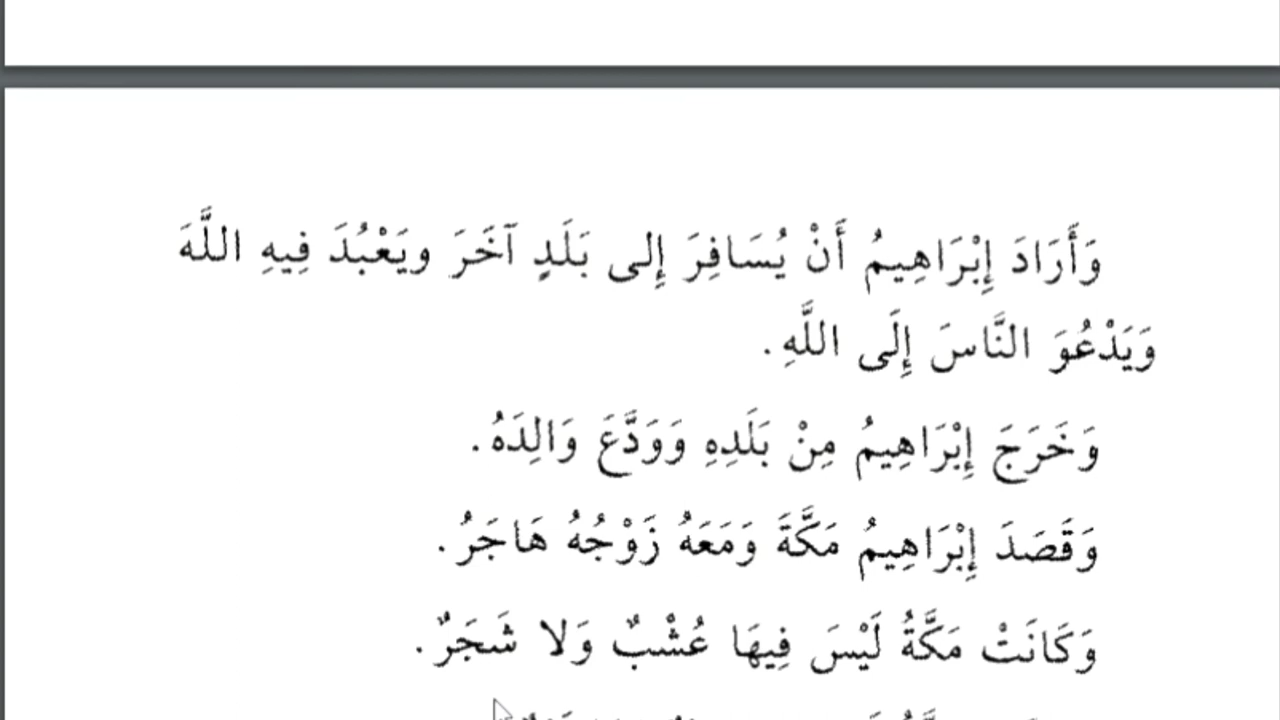 وَأَرَادَ إِبْرَاهِيمُ أَنْ يُسَافِرَ إِلى بَلَدٍ آخَرَ ويَعْبُدَ فِيهِ اللَّهَ
وَيَدْعُوَ النَّاسَ إِلَى اللَّهِ.
وَخَرَجَ إِبْرَاهِيمُ مِنْ بَلَدِهِ وَوَدَّعَ وَالِدَهُ.
وَقَصَدَ إِبْرَاهِيمُ مَكَّةَ وَمَعَهُ زَوْجُهُ هَاجَرُ.
وَكَانَتْ مَكَّةُ لَيْسَ فِيهَا عُشْبٌ وَلا شَجَرٌ.